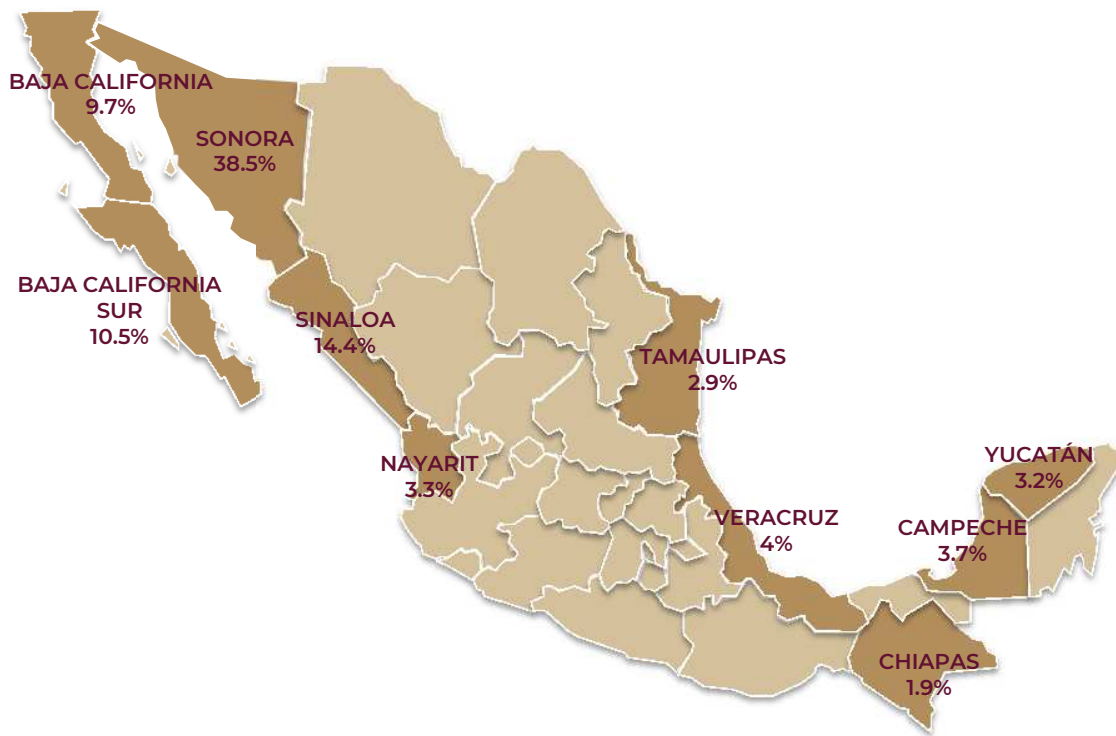 BAJA CALIFORNIA
9.7%
SONORA
38.5%
BAJA CALIFORNIA
SUR
10.5%
SINALOA
14.4%
TAMAULIPAS
2.9%
NAYARIT
3.3%
YUCATÁN
3.2%
VERACRUZ
4%
CAMPECHE
3.7%
CHIAPAS
1.9%